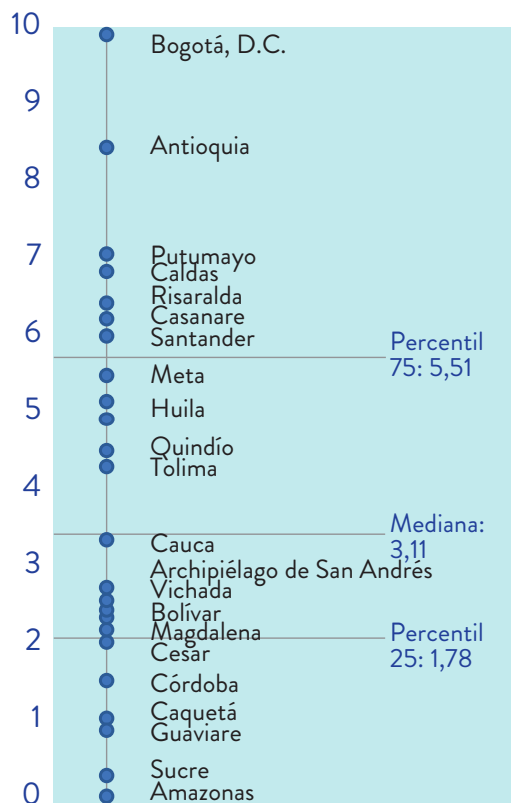 10
Bogotá, D.C.
9
Antioquia
8
7
Putumayo
Caldas
Risaralda
Casanare
6
Santander
Percentil
75: 5,51
Meta
5
Huila
Quindío
Tolima
4
Mediana:
3,11
Cauca
3
Archipiélago de San Andrés
Vichada
Bolívar
Magdalena
2
Percentil
25: 1,78
Cesar
Córdoba
1
Caquetá
Guaviare
Sucre
0
Amazonas